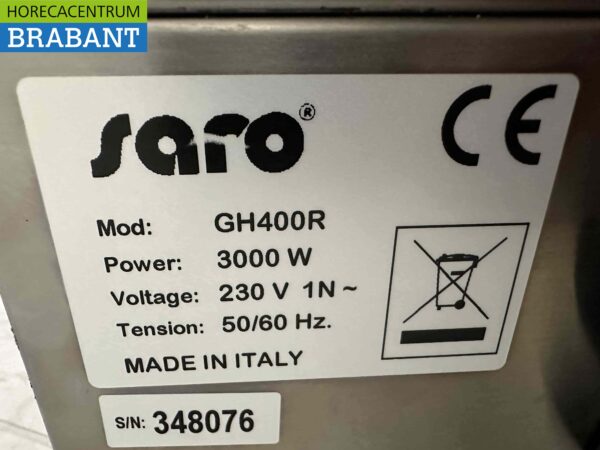 HORECACENTRUM
BRABANT
saro®
CE
Mod: GH400R
Power: 3000 W
Voltage: 230 V 1N ~
Tension: 50/60 Hz.
MADE IN ITALY
S/N: 348076